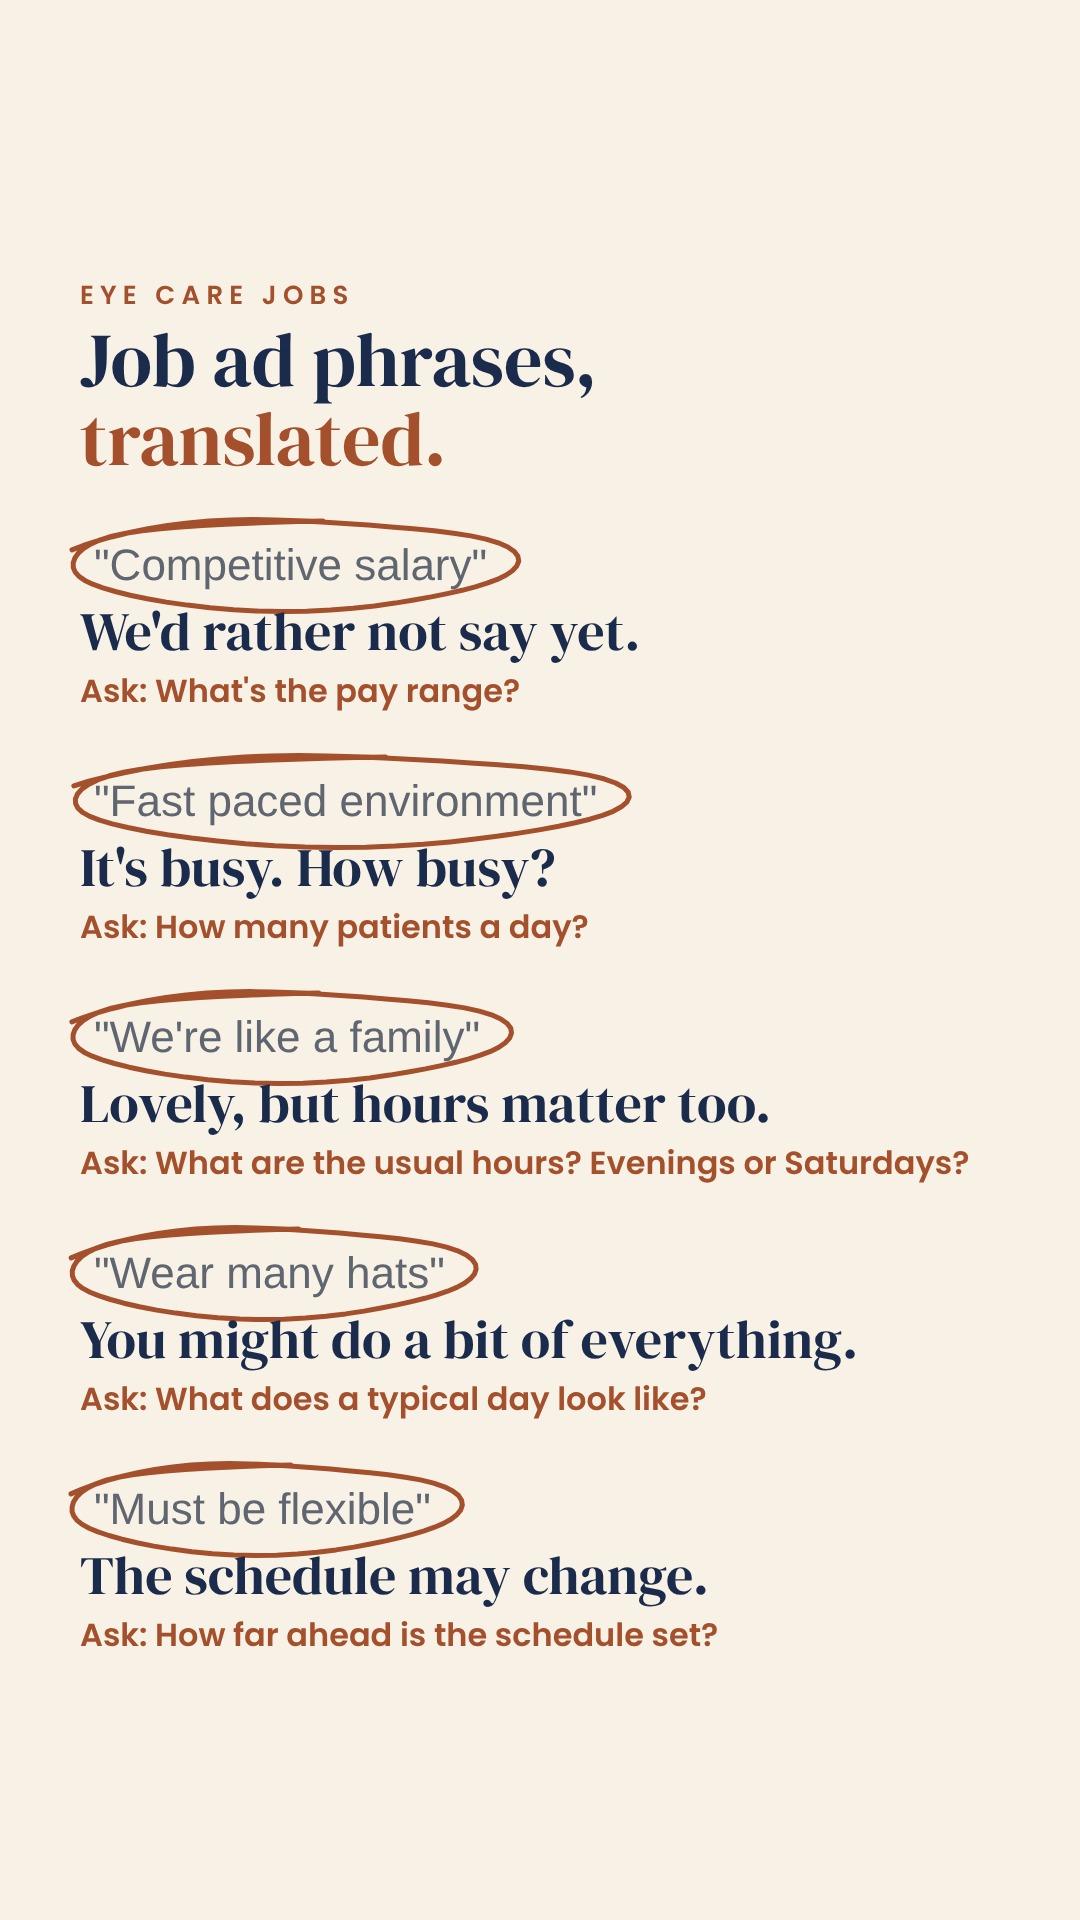 EYE CARE JOBS
Job ad phrases,
translated.
"Competitive salary"
We'd rather not say yet.
Ask: What's the pay range?
"Fast paced environment"
It's busy. How busy?
Ask: How many patients a day?
"We're like a family"
Lovely, but hours matter too.
Ask: What are the usual hours? Evenings or Saturdays?
"Wear many hats"
You might do a bit of everything.
Ask: What does a typical day look like?
"Must be flexible"
The schedule may change.
Ask: How far ahead is the schedule set?